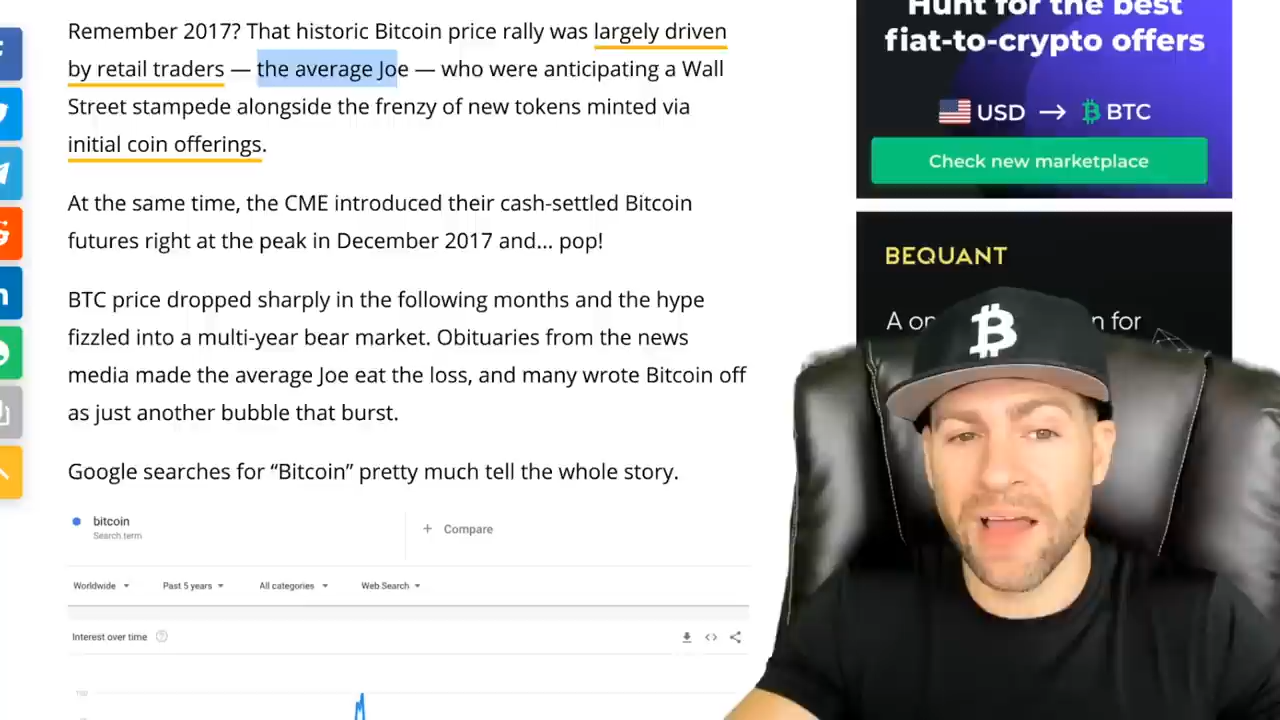 Remember 2017? That historic Bitcoin price rally was largely driven
by retail traders — the average Joe — who were anticipating a Wall
Street stampede alongside the frenzy of new tokens minted via
initial coin offerings.
At the same time, the CME introduced their cash-settled Bitcoin
futures right at the peak in December 2017 and... pop!
BTC price dropped sharply in the following months and the hype
fizzled into a multi-year bear market. Obituaries from the news
media made the average Joe eat the loss, and many wrote Bitcoin off
as just another bubble that burst.
Google searches for “Bitcoin” pretty much tell the whole story.
bitcoin
Search term
+ Compare
Worldwide
Past 5 years
All categories
Web Search
Interest over time
Hunt for the best
fiat-to-crypto offers
USD → BTC
Check new marketplace
BEQUANT
for